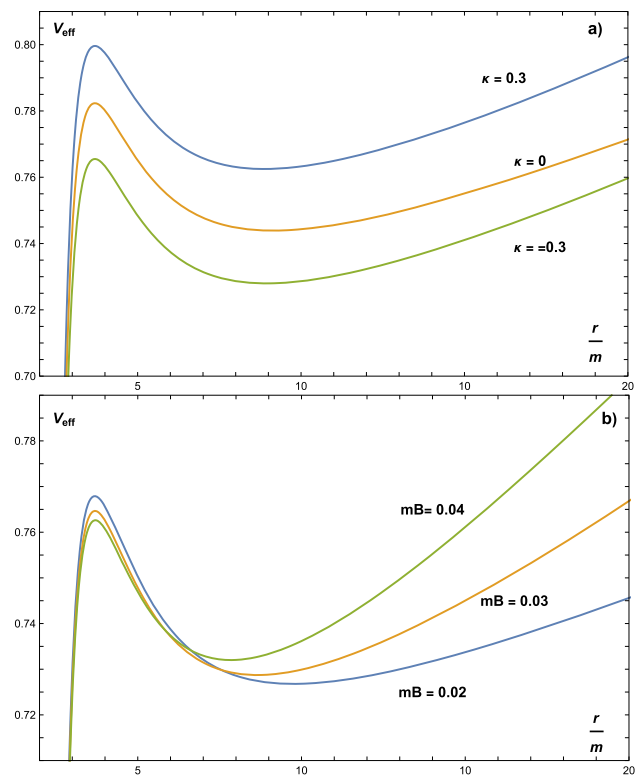 V_eff
a)
0.80
κ = 0.3
0.78
κ = 0
0.76
κ = =0.3
0.74
0.72
r
m
0.70
5 10 10 20
V_eff
b)
0.78
mB= 0.04
0.76
mB = 0.03
0.74
mB = 0.02
0.72
r
m
5 10 10 20